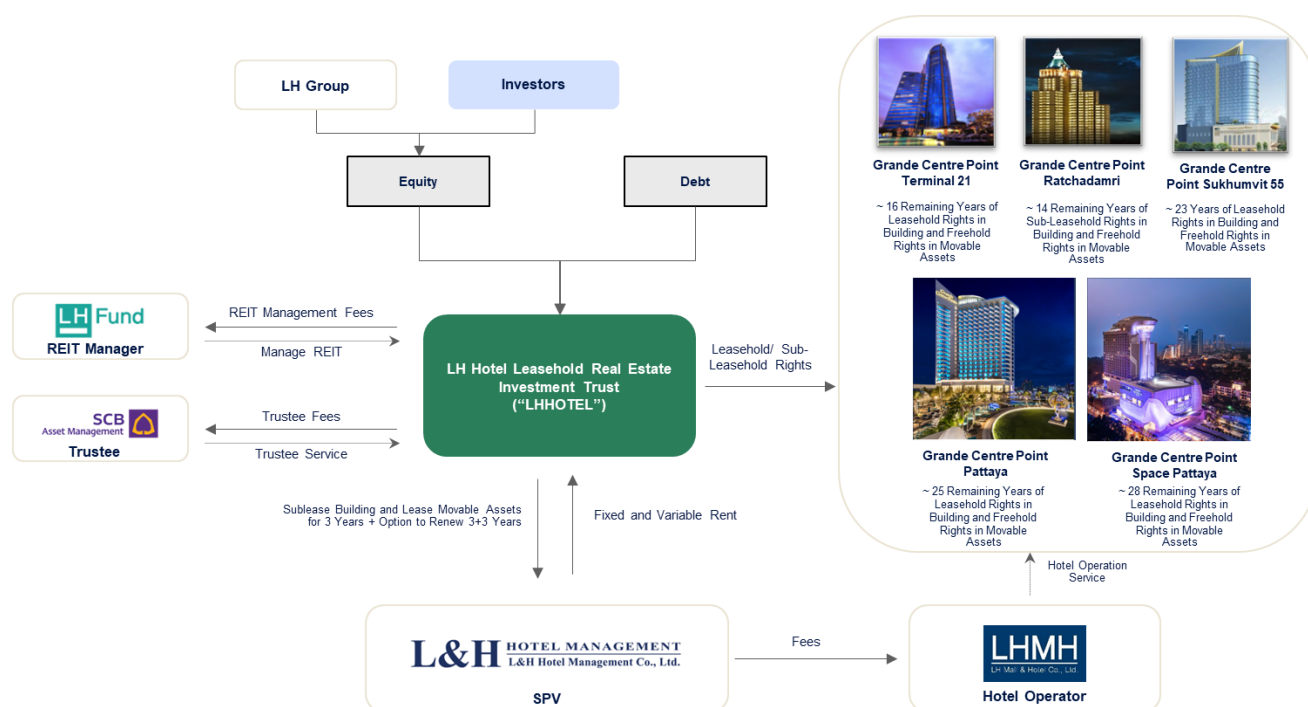 LH Group
Investors
Equity
Debt
LH Fund
REIT Manager
REIT Management Fees
Manage REIT
SCB
Asset Management
Trustee
Trustee Fees
Trustee Service
LH Hotel Leasehold Real Estate
Investment Trust
(“LHHOTEL”)
Leasehold/ Sub-
Leasehold Rights
Grande Centre Point
Terminal 21
~ 16 Remaining Years of
Leasehold Rights in
Building and Freehold
Rights in Movable
Assets
Grande Centre Point
Ratchadamri
~ 14 Remaining Years of
Sub-Leasehold Rights in
Building and Freehold
Rights in Movable
Assets
Grande Centre
Point Sukhumvit 55
~ 23 Years of Leasehold
Rights in Building and
Freehold Rights in
Movable Assets
Grande Centre Point
Pattaya
~ 25 Remaining Years of
Leasehold Rights in
Building and Freehold
Rights in Movable
Assets
Grande Centre Point
Space Pattaya
~ 28 Remaining Years of
Leasehold Rights in
Building and Freehold
Rights in Movable
Assets
Sublease Building and Lease Movable Assets
for 3 Years + Option to Renew 3+3 Years
Fixed and Variable Rent
Hotel Operation
Service
L&H HOTEL MANAGEMENT
L&H Hotel Management Co., Ltd.
SPV
Fees
LHMH
LH Mall & Hotel Co., Ltd.
Hotel Operator